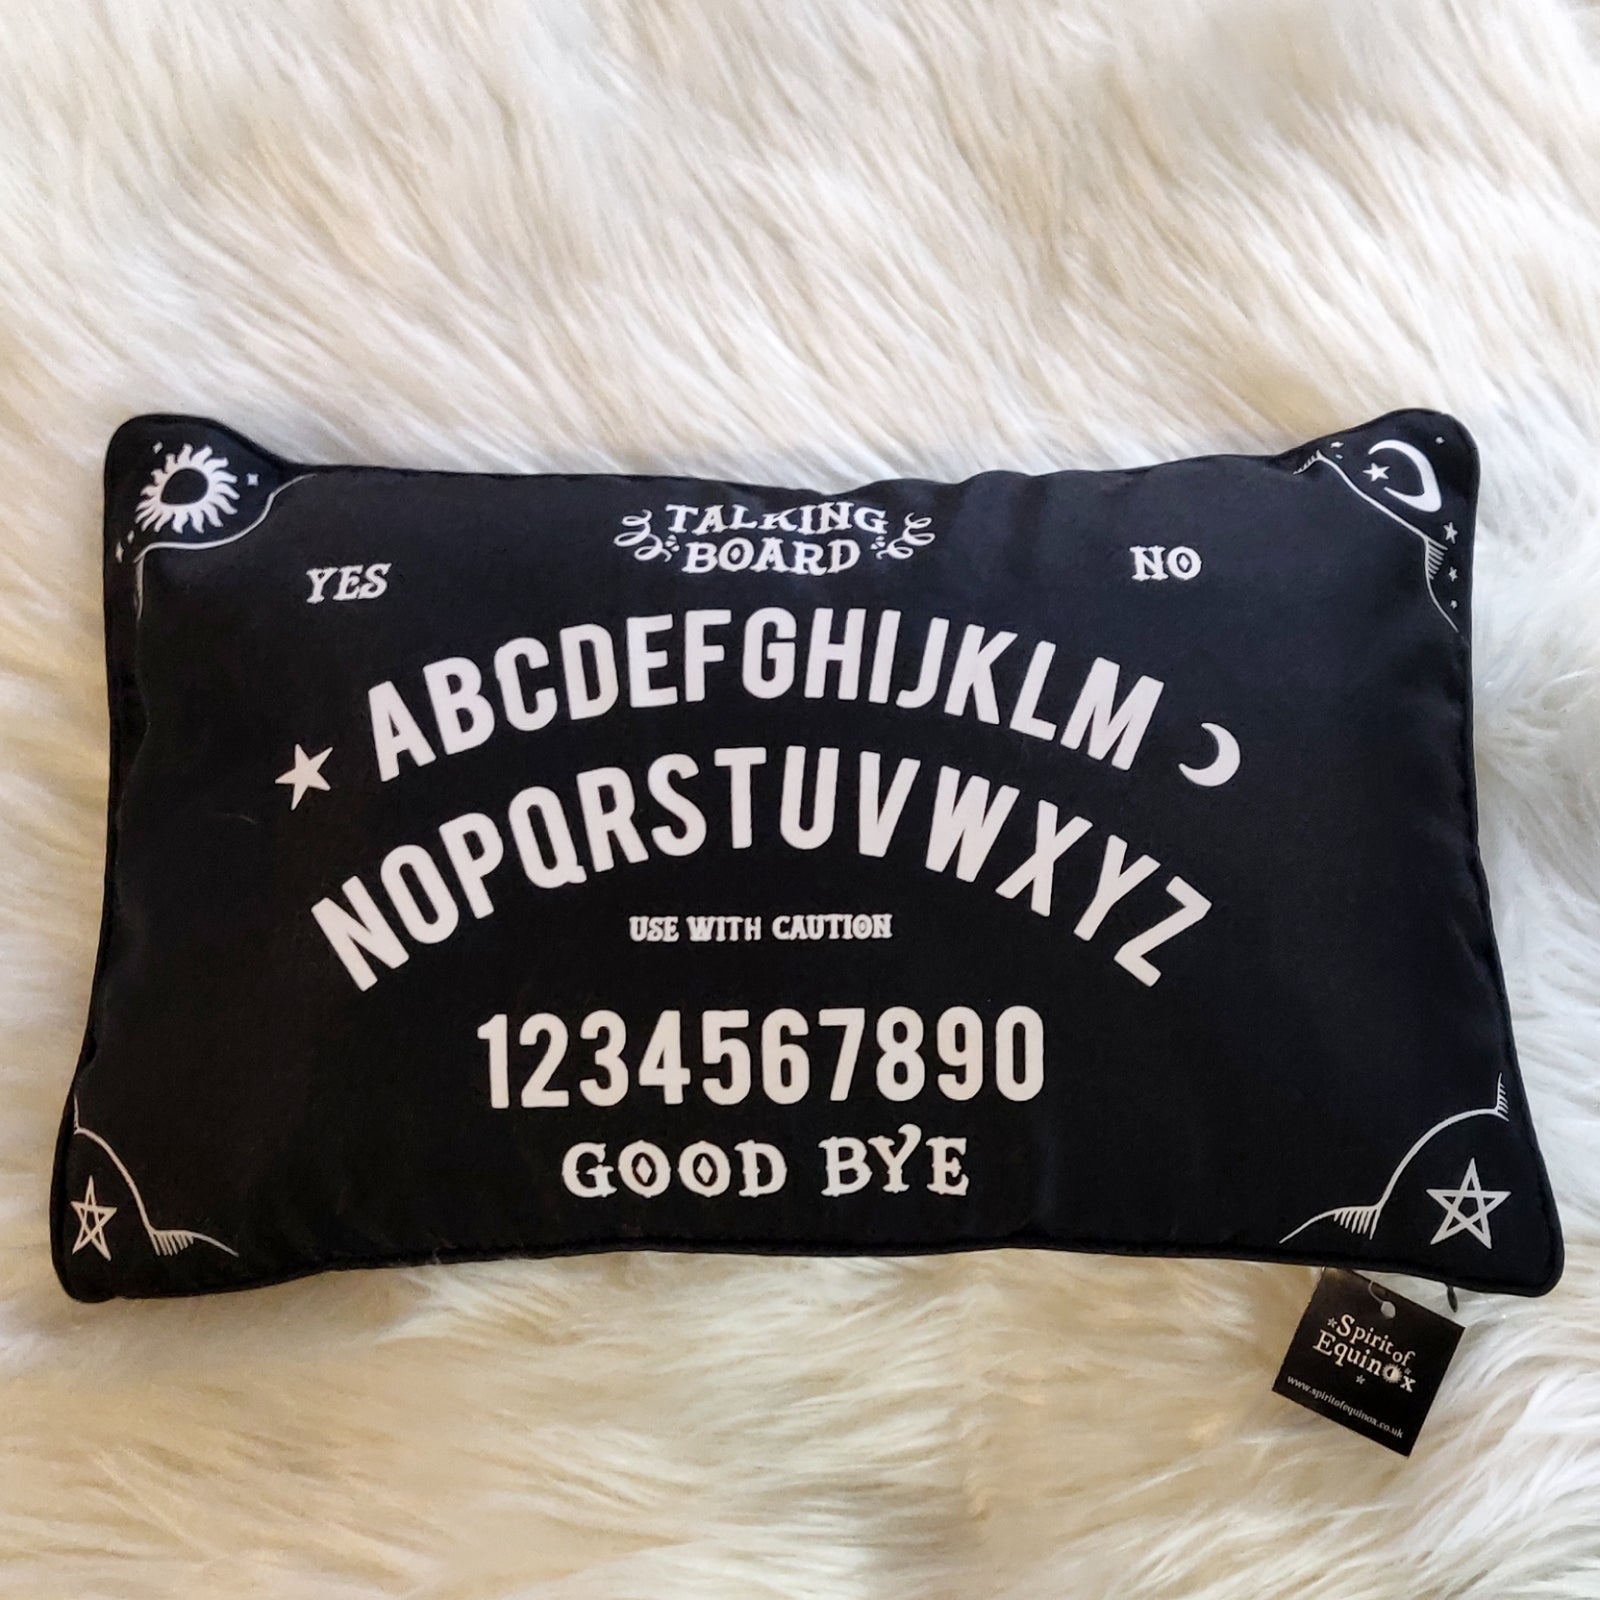 TALKING
BOARD
YES
NO
ABCDEFGHIJKLM
NOPQRSTUVWXYZ
USE WITH CAUTION
1234567890
GOOD BYE
Spirit of
Equinox
www.spiritofequinox.co.uk